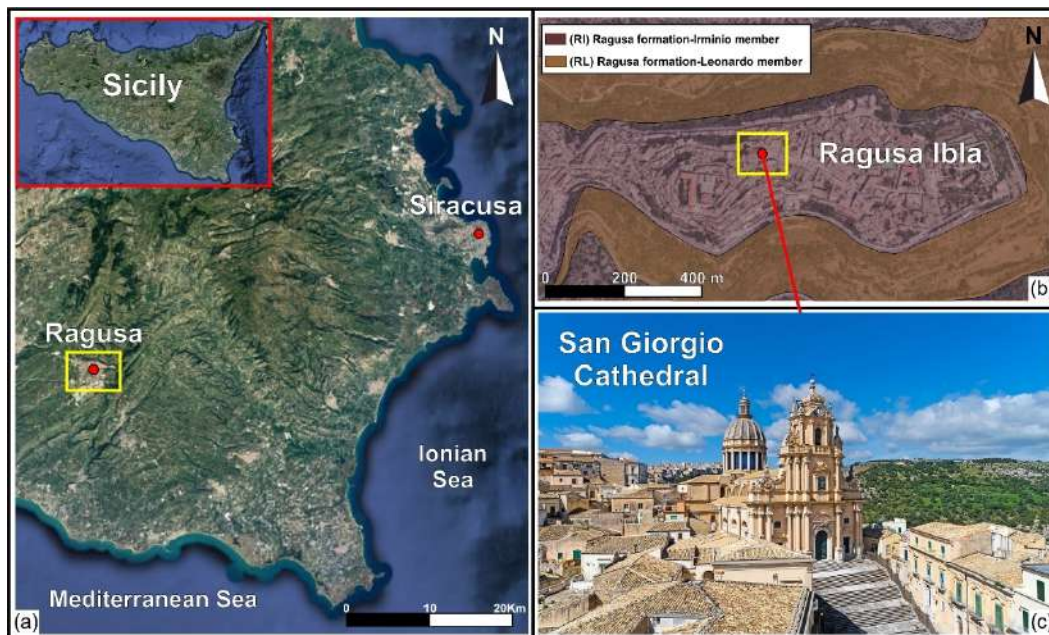 Sicily
N
Siracusa
Ragusa
Ionian
Sea
Mediterranean Sea
0 10 20Km
(a)
(RI) Ragusa formation-Irminio member
(RL) Ragusa formation-Leonardo member
N
Ragusa Ibla
0 200 400 m
(b)
San Giorgio
Cathedral
(c)